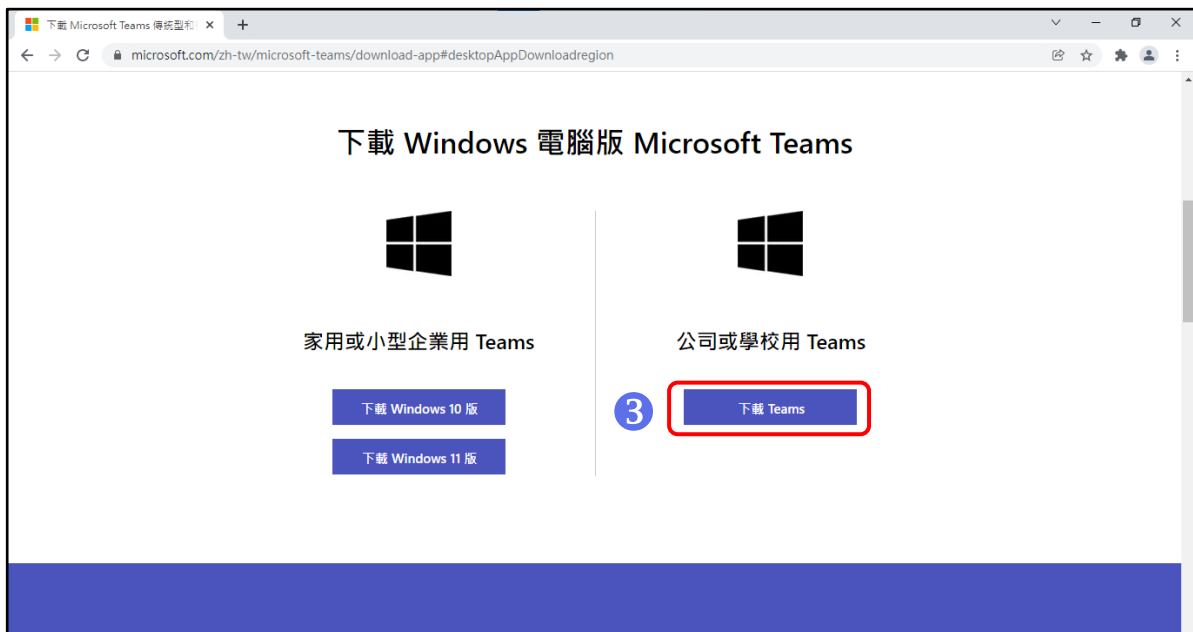 下載 Microsoft Teams 傳統型和
microsoft.com/zh-tw/microsoft-teams/download-app#desktopAppDownloadregion
下載 Windows 電腦版 Microsoft Teams
家用或小型企業用 Teams
下載 Windows 10 版
下載 Windows 11 版
公司或學校用 Teams
3
下載 Teams